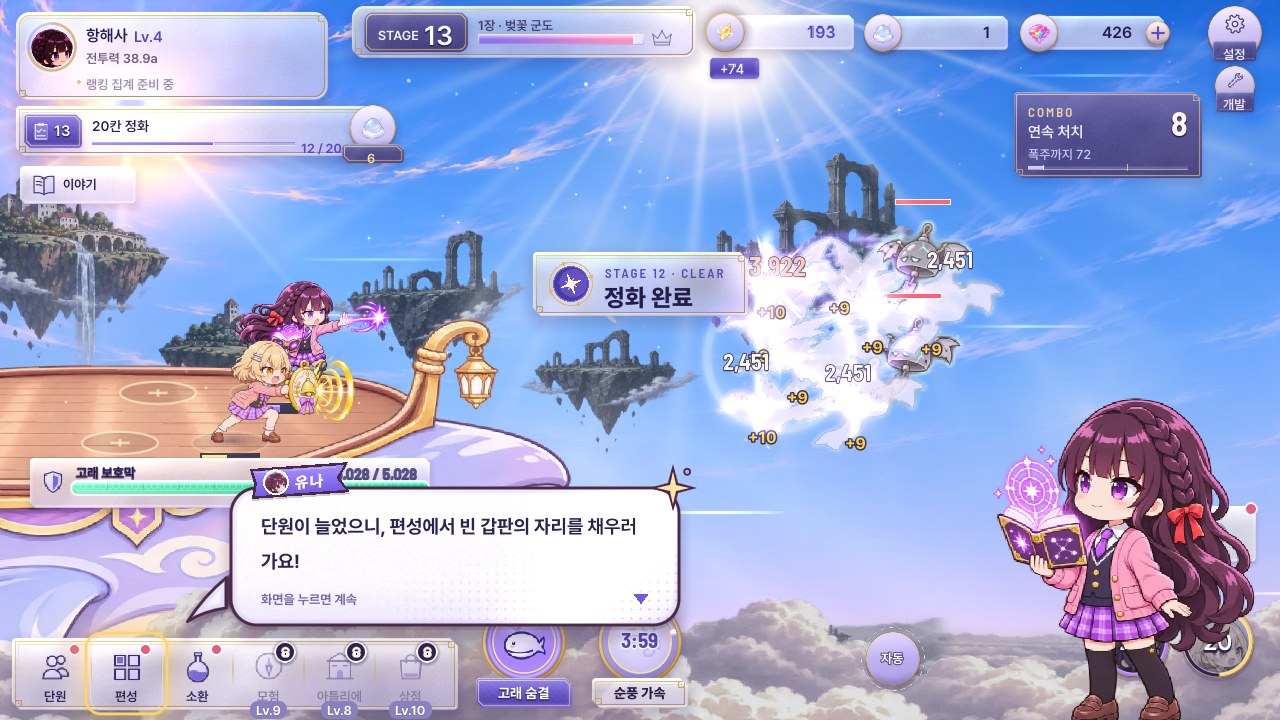 항해사 Lv.4
전투력 38.9a
랭킹 집계 준비 중
STAGE 13
1장 · 벚꽃 군도
193
+74
1
426
설정
개발
13
20칸 정화
12 / 20
6
이야기
COMBO
연속 처치
8
폭주까지 72
STAGE 12 · CLEAR
정화 완료
3,922
2,451
+10
+9
+9
+9
2,451
2,451
+9
+10
+9
고래 보호막
.028 / 5.028
유나
단원이 늘었으니, 편성에서 빈 갑판의 자리를 채우러
가요!
화면을 누르면 계속
단원
편성
소환
모험
Lv.9
아틀리에
Lv.8
상점
Lv.10
고래 숨결
3:59
순풍 가속
자동